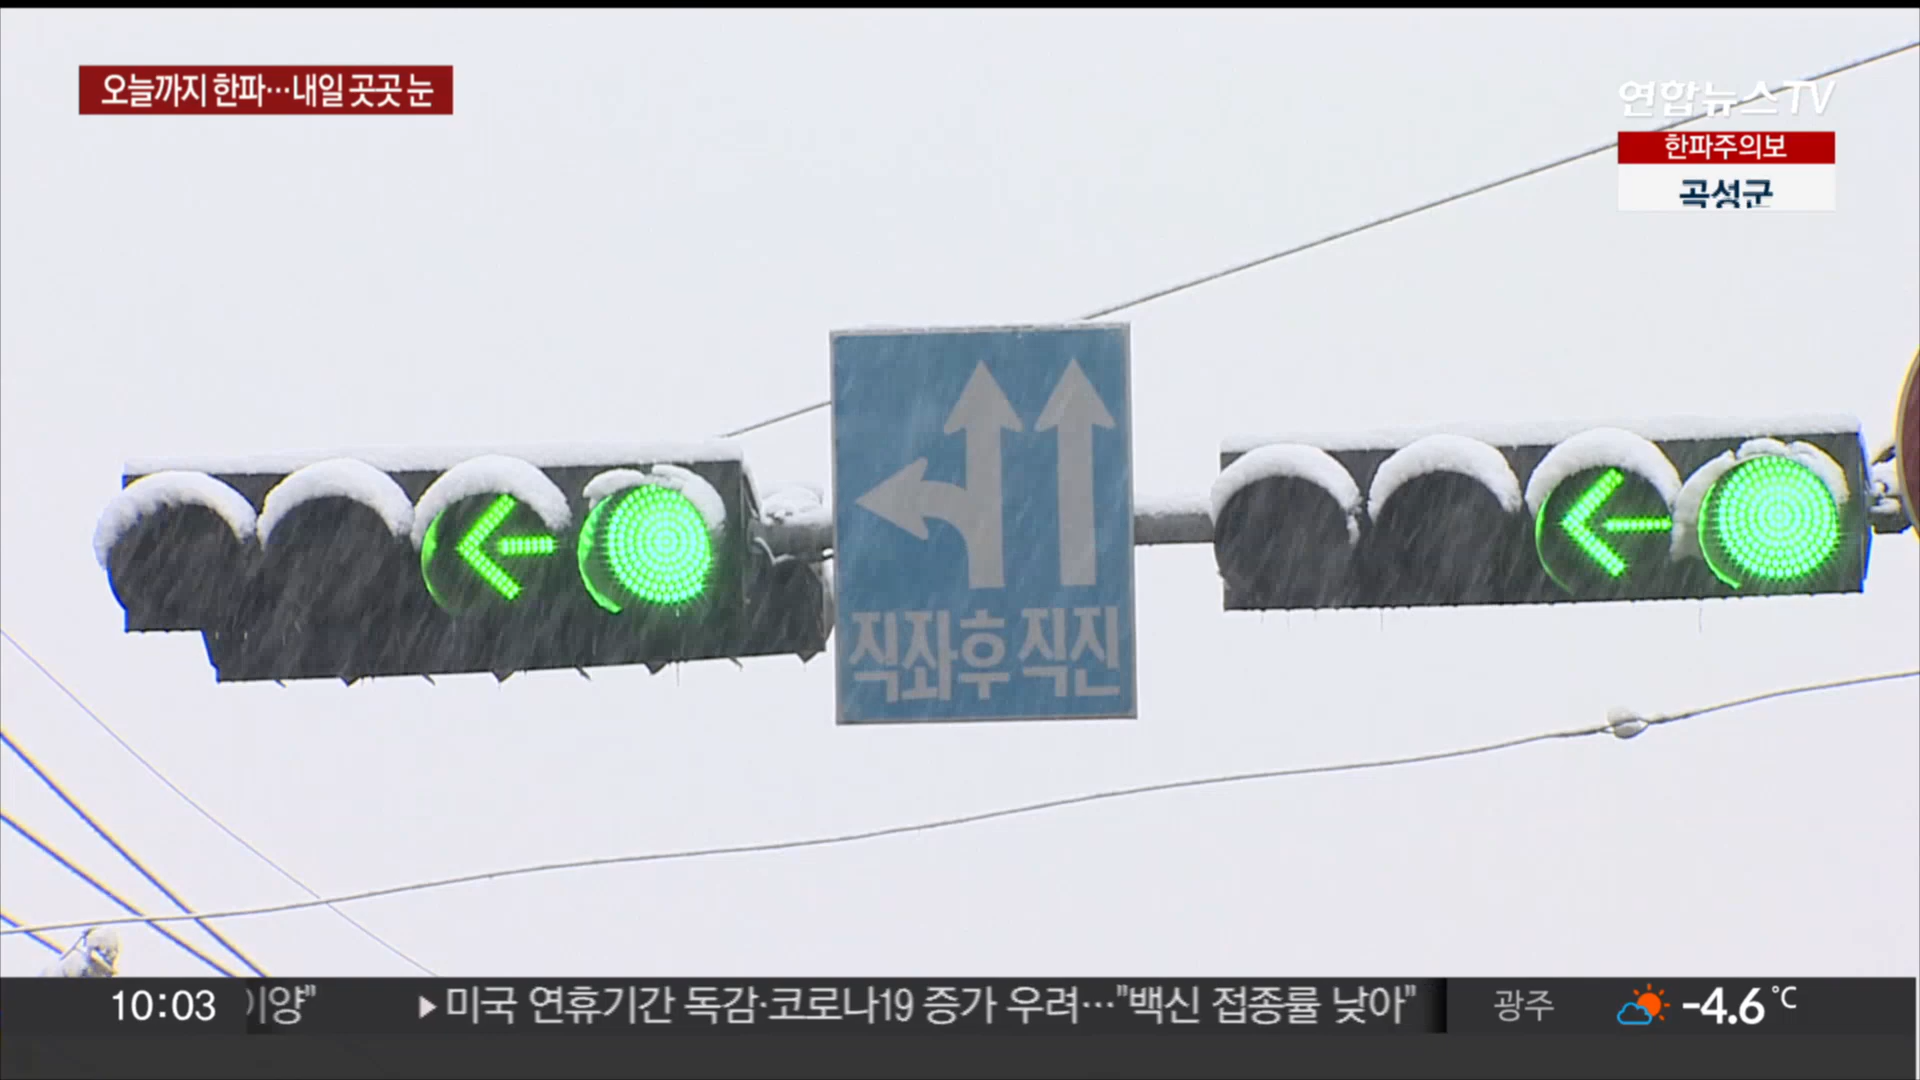 오늘까지 한파…내일 곳곳 눈
연합뉴스TV
한파주의보
곡성군
직좌후 직진
10:03 이양" ▶미국 연휴기간 독감·코로나19 증가 우려…"백신 접종률 낮아" 광주 -4.6℃